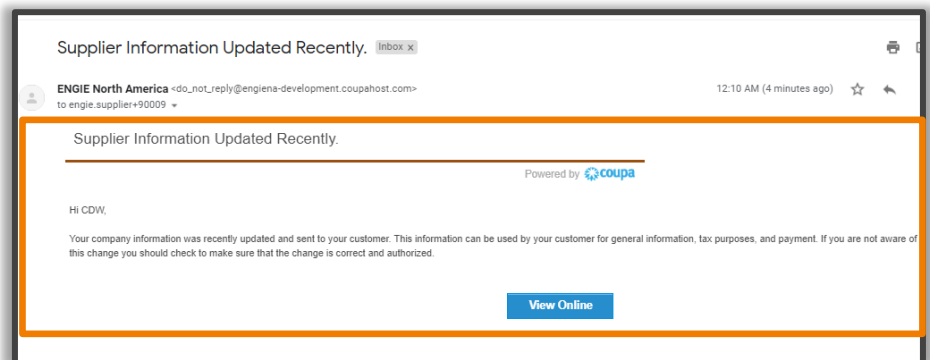 Supplier Information Updated Recently. Inbox x
ENGIE North America <do_not_reply@engiena-development.coupahost.com> 12:10 AM (4 minutes ago)
to engie.supplier+90009
Supplier Information Updated Recently.
Powered by coupa
Hi CDW,
Your company information was recently updated and sent to your customer. This information can be used by your customer for general information, tax purposes, and payment. If you are not aware of
this change you should check to make sure that the change is correct and authorized.
View Online